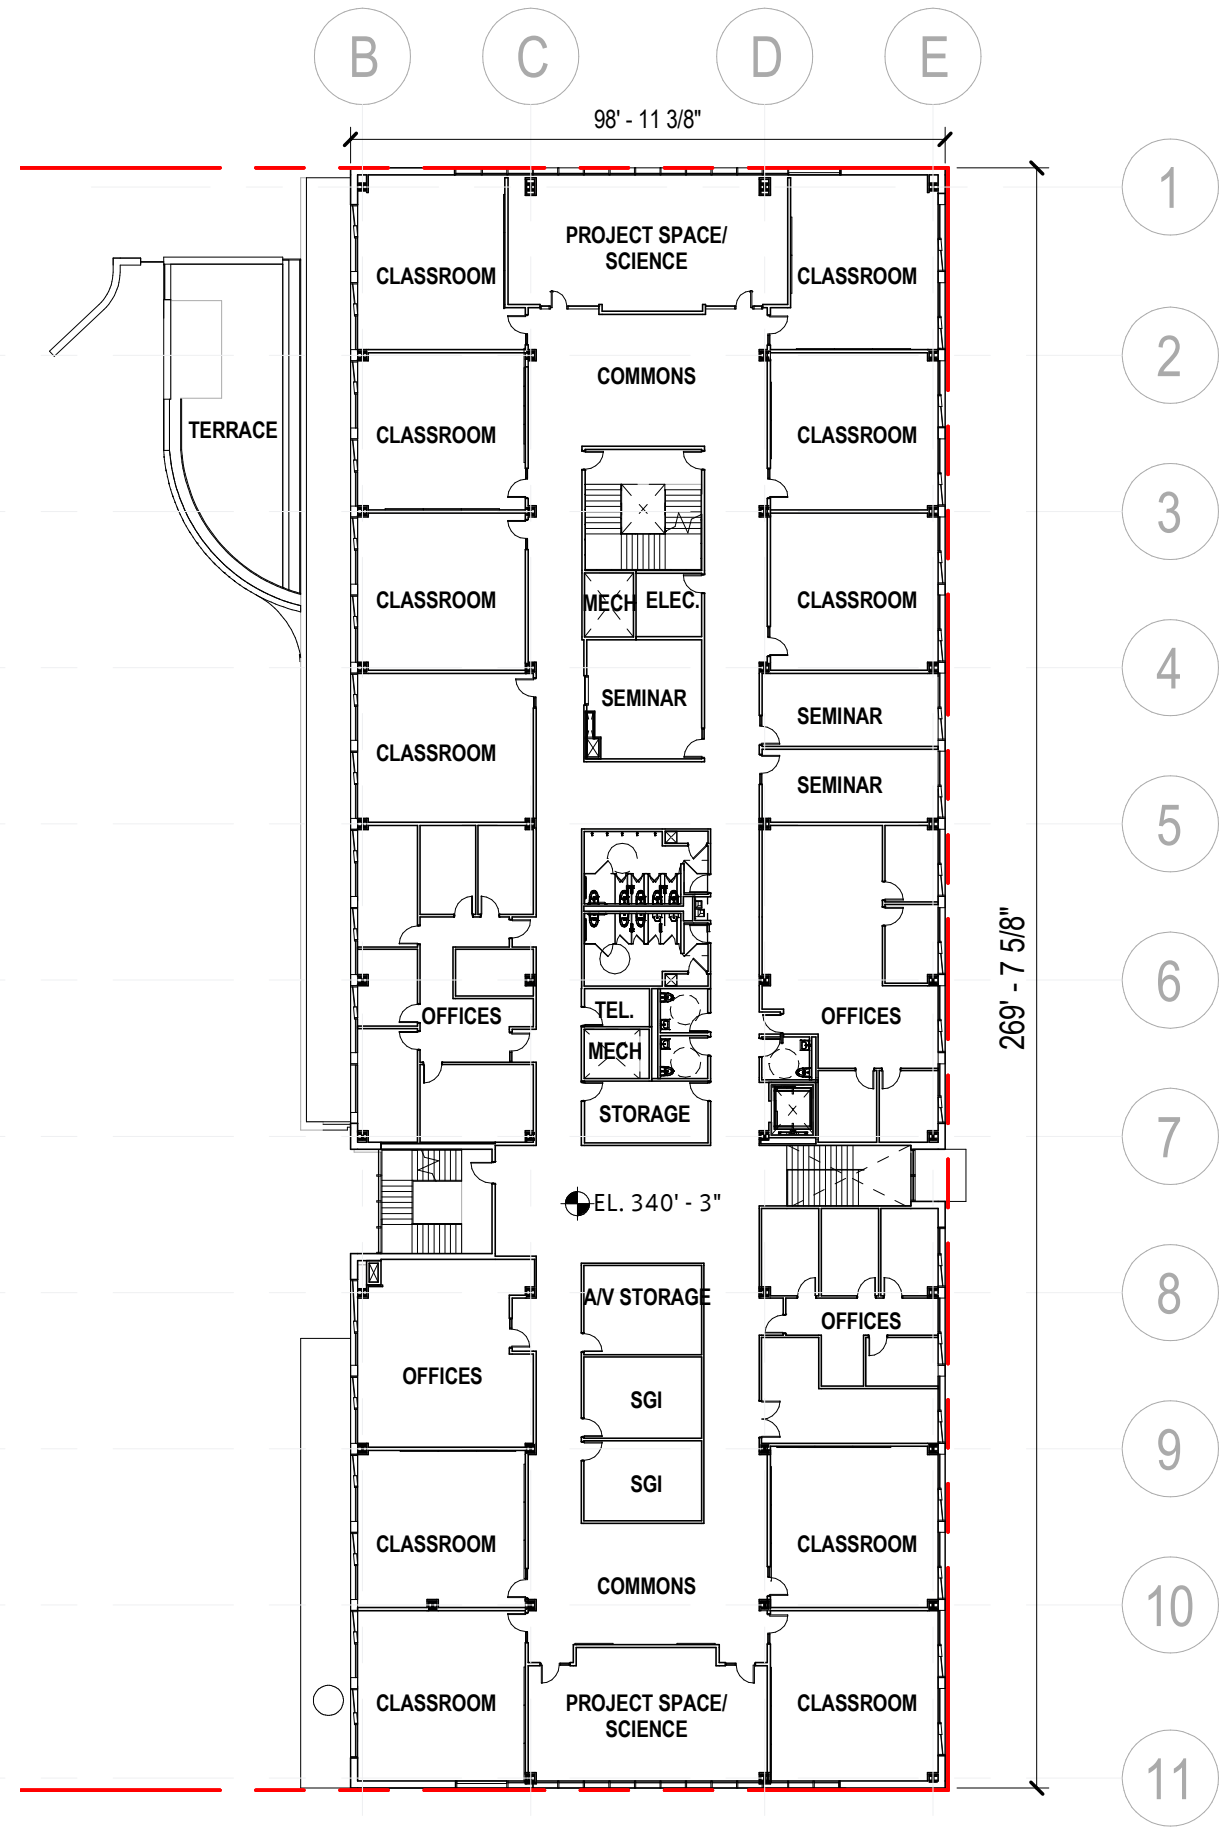 B
C
D
E
98' - 11 3/8"
1
PROJECT SPACE/
SCIENCE
CLASSROOM
CLASSROOM
2
COMMONS
TERRACE
CLASSROOM
CLASSROOM
3
CLASSROOM
MECH
ELEC.
CLASSROOM
4
SEMINAR
SEMINAR
CLASSROOM
SEMINAR
5
269' - 7 5/8"
6
OFFICES
TEL.
OFFICES
MECH
STORAGE
7
EL. 340' - 3"
8
A/V STORAGE
OFFICES
OFFICES
SGI
9
SGI
CLASSROOM
CLASSROOM
COMMONS
10
CLASSROOM
PROJECT SPACE/
SCIENCE
CLASSROOM
11